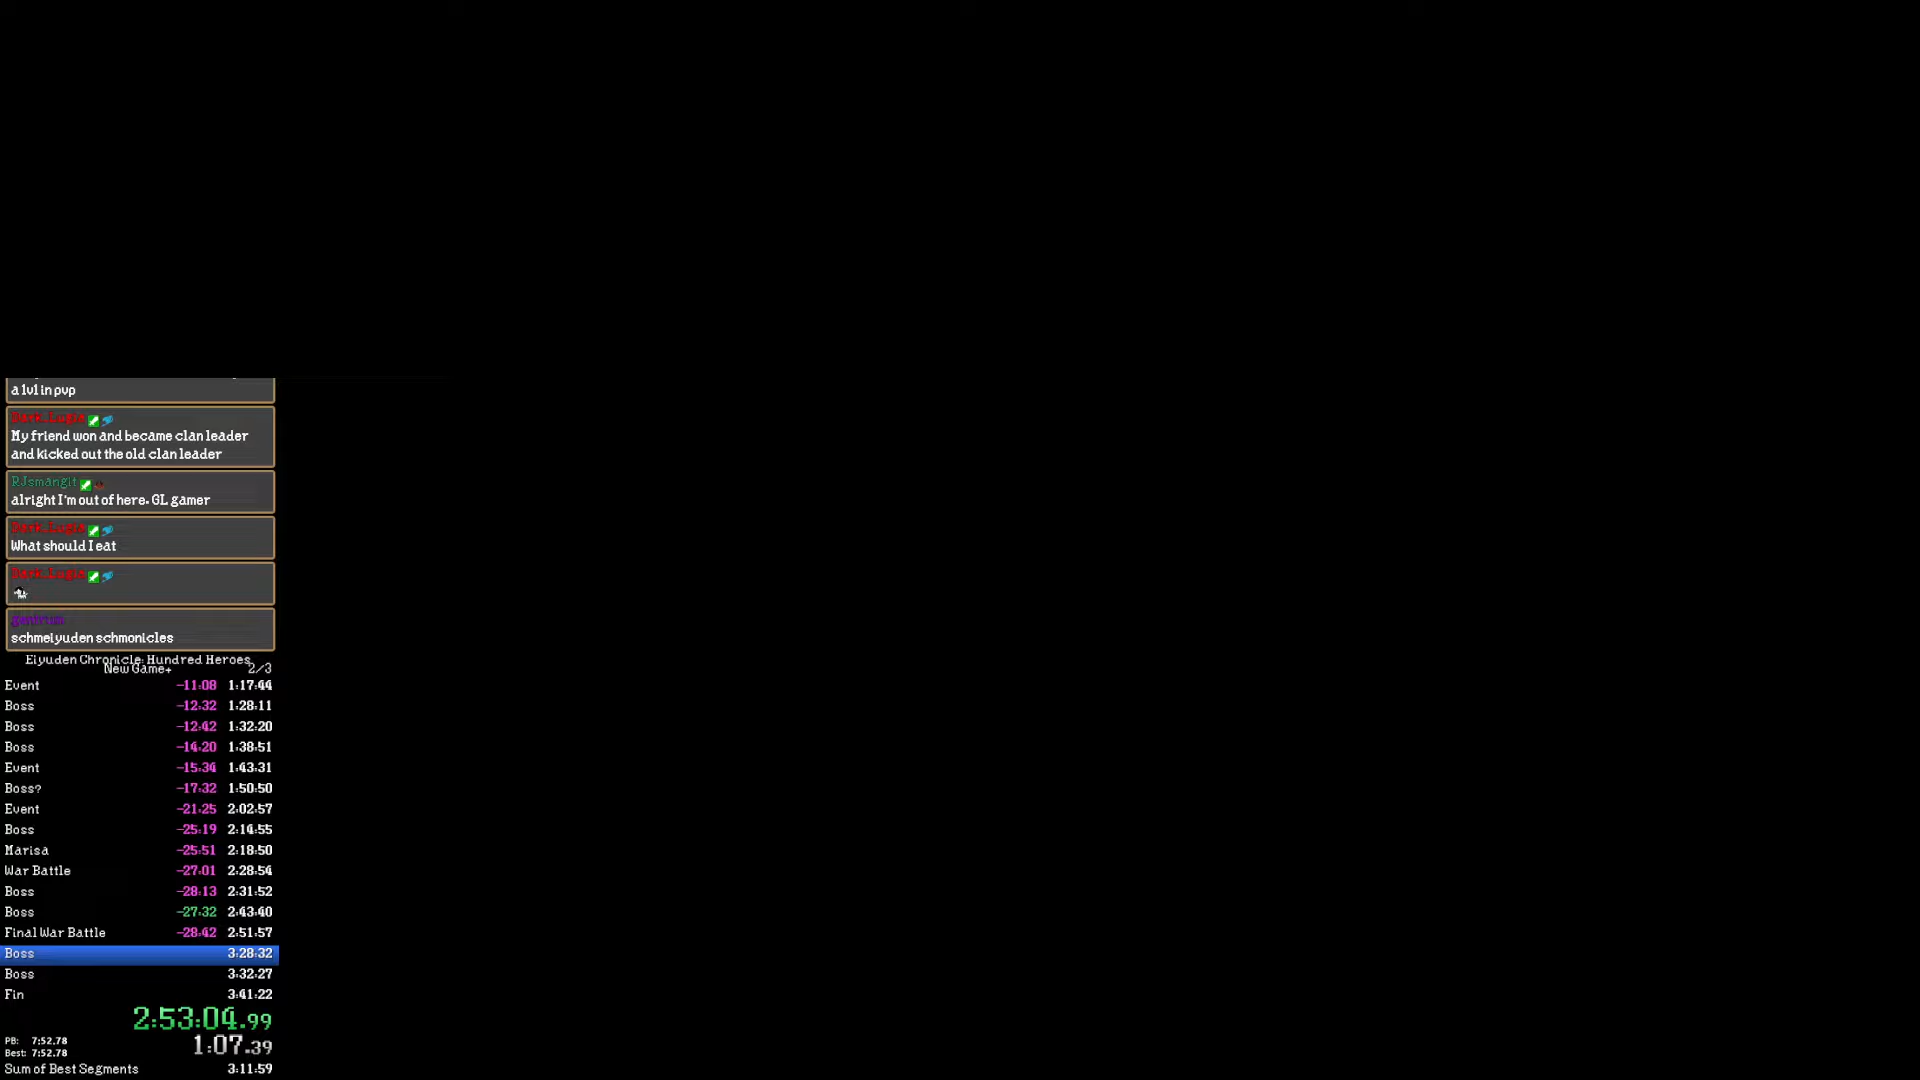 a 1v1 in pvp
Dark_Lugia
My friend won and became clan leader
and kicked out the old clan leader
RJsmangit
alright I'm out of here. GL gamer
Dark_Lugia
What should I eat
Dark_Lugia
schmeiyuden schmonicles
Eiyuden Chronicle: Hundred Heroes
New Game+ 2/3
Event -11:08 1:17:44
Boss -12:32 1:28:11
Boss -12:42 1:32:20
Boss -14:20 1:38:51
Event -15:34 1:43:31
Boss? -17:32 1:50:50
Event -21:25 2:02:57
Boss -25:19 2:14:55
Marisa -25:51 2:18:50
War Battle -27:01 2:28:54
Boss -28:13 2:31:52
Boss -27:32 2:43:40
Final War Battle -28:42 2:51:57
Boss 3:28:32
Boss 3:32:27
Fin 3:41:22
2:53:04.99
PB: 7:52.78
Best: 7:52.78
1:07.39
Sum of Best Segments 3:11:59